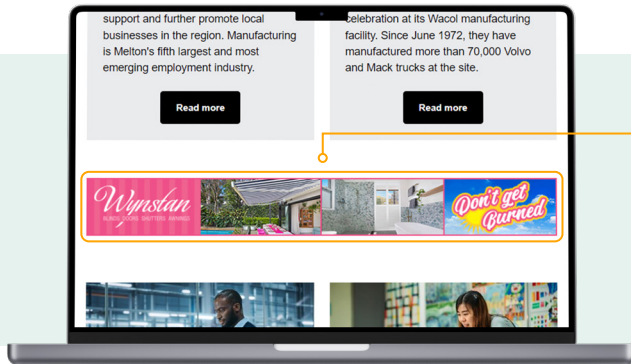 support and further promote local
businesses in the region. Manufacturing
is Melton's fifth largest and most
emerging employment industry.
Read more
celebration at its Wacol manufacturing
facility. Since June 1972, they have
manufactured more than 70,000 Volvo
and Mack trucks at the site.
Read more
Wynstan
BLINDS DOORS SHUTTERS AWNINGS
Don't get
Burned